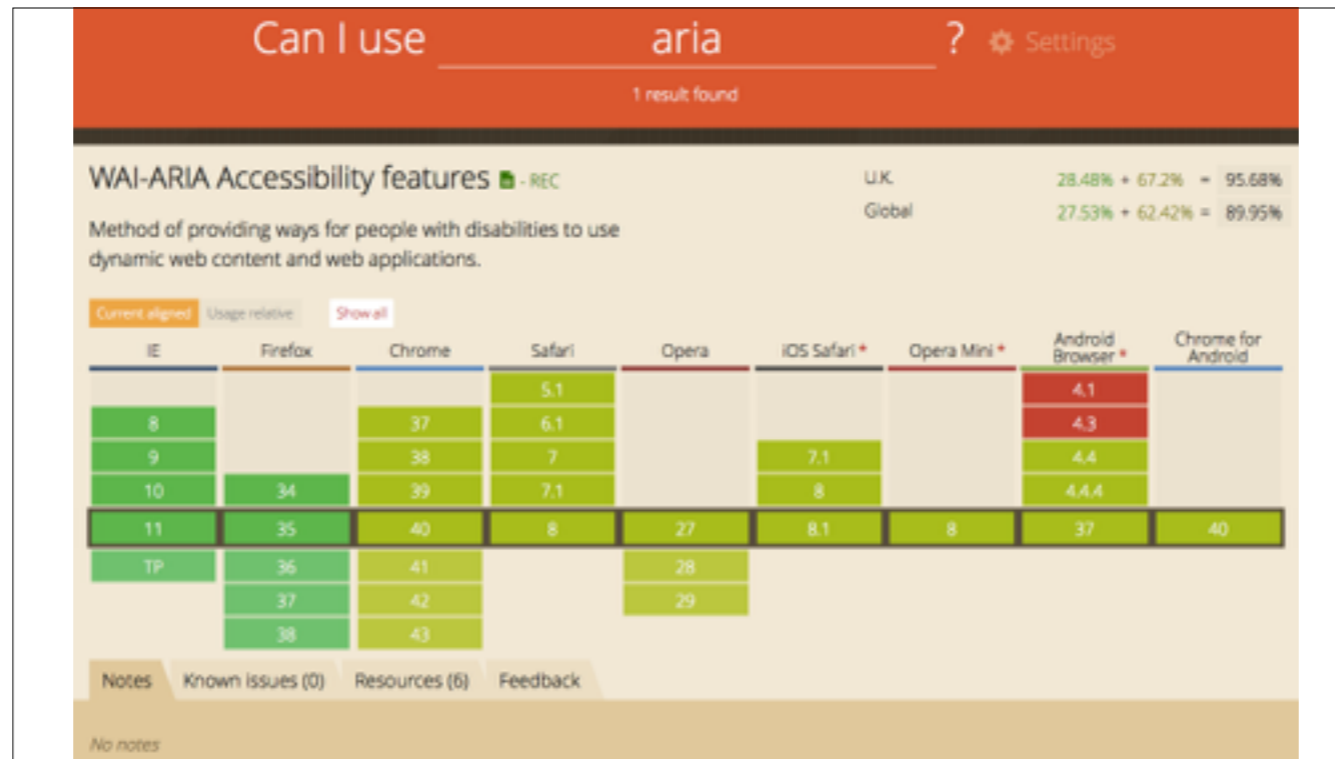 Can I use aria ? Settings
1 result found
WAI-ARIA Accessibility features - REC
Method of providing ways for people with disabilities to use
dynamic web content and web applications.
U.K. 28.48% + 67.2% = 95.68%
Global 27.53% + 62.42% = 89.95%
Current aligned Usage relative Show all
IE Firefox Chrome Safari Opera iOS Safari * Opera Mini * Android Browser * Chrome for Android
5.1 4.1
8 37 6.1 4.3
9 38 7 7.1 4.4
10 34 39 7.1 8 4.4.4
11 35 40 8 27 8.1 8 37 40
TP 36 41 28
37 42 29
38 43
Notes Known issues (0) Resources (6) Feedback
No notes